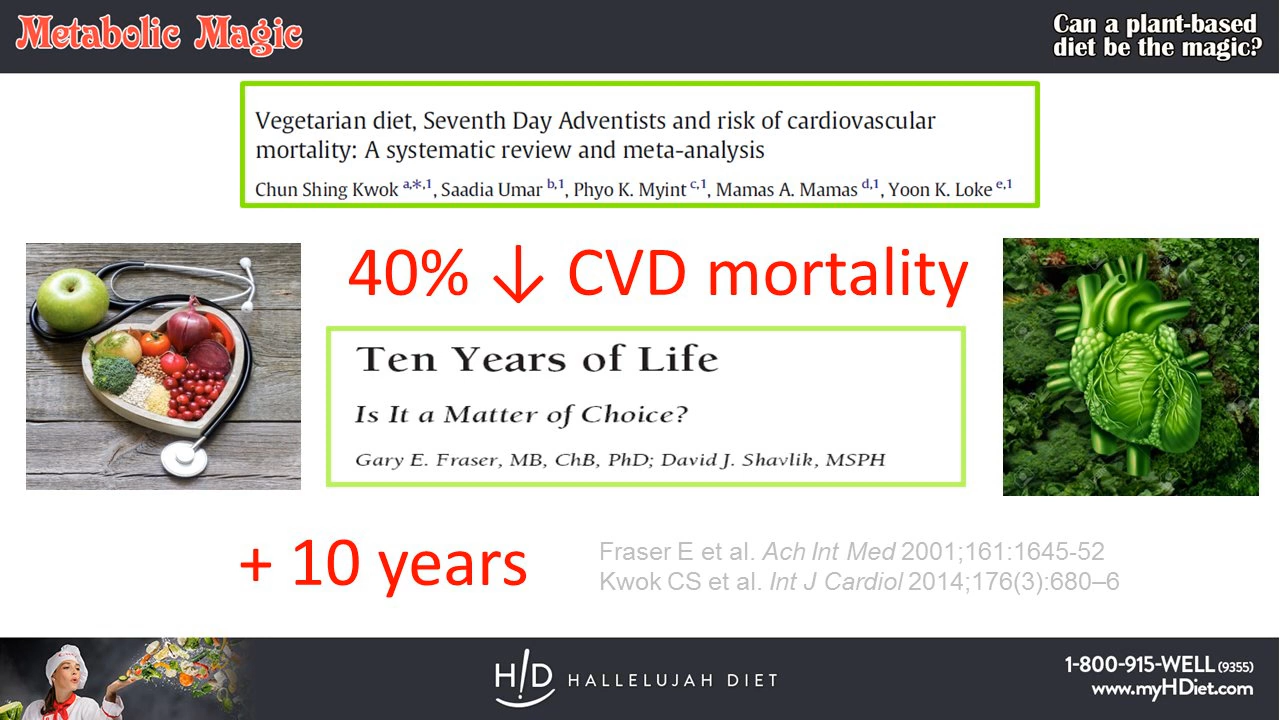 Metabolic Magic
Can a plant-based
diet be the magic?
Vegetarian diet, Seventh Day Adventists and risk of cardiovascular
mortality: A systematic review and meta-analysis
Chun Shing Kwok a,*,1, Saadia Umar b,1, Phyo K. Myint c,1, Mamas A. Mamas d,1, Yoon K. Loke e,1
40% ↓ CVD mortality
Ten Years of Life
Is It a Matter of Choice?
Gary E. Fraser, MB, ChB, PhD; David J. Shavlik, MSPH
+ 10 years
Fraser E et al. Ach Int Med 2001;161:1645-52
Kwok CS et al. Int J Cardiol 2014;176(3):680–6
H!D HALLELUJAH DIET
1-800-915-WELL (9355)
www.myHDiet.com